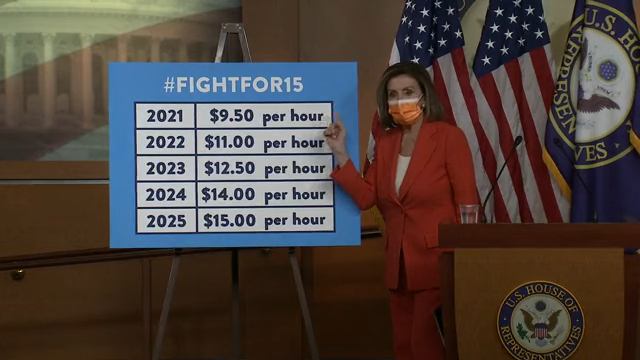 #FIGHTFOR15
2021 $9.50 per hour
2022 $11.00 per hour
2023 $12.50 per hour
2024 $14.00 per hour
2025 $15.00 per hour
U.S. HOUSE OF
REPRESENTATIVES